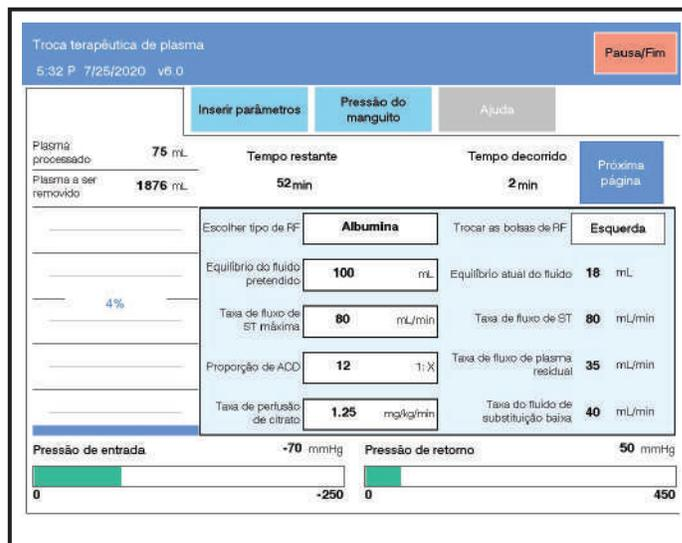 Troca terapêutica de plasma
5:32 P 7/25/2020 v6.0
Pausa/Fim
Inserir parâmetros
Pressão do
manguito
Ajuda
Plasma
processado
75 mL
Tempo restante
52 min
Tempo decorrido
2 min
Próxima
página
Plasma a ser
removido
1876 mL
4%
Escolher tipo de RF
Albumina
Trocar as bolsas de RF
Esquerda
Equilíbrio do fluido
pretendido
100 mL
Equilíbrio atual do fluido
18 mL
Taxa de fluxo de
ST máxima
80 mL/min
Taxa de fluxo de ST
80 mL/min
Proporção de ACD
12 1: X
Taxa de fluxo de plasma
residual
35 mL/min
Taxa de perfusão
de citrato
1.25 mg/kg/min
Taxa do fluido de
substituição baixa
40 mL/min
Pressão de entrada
-70 mmHg
0 -250
Pressão de retorno
50 mmHg
0 450